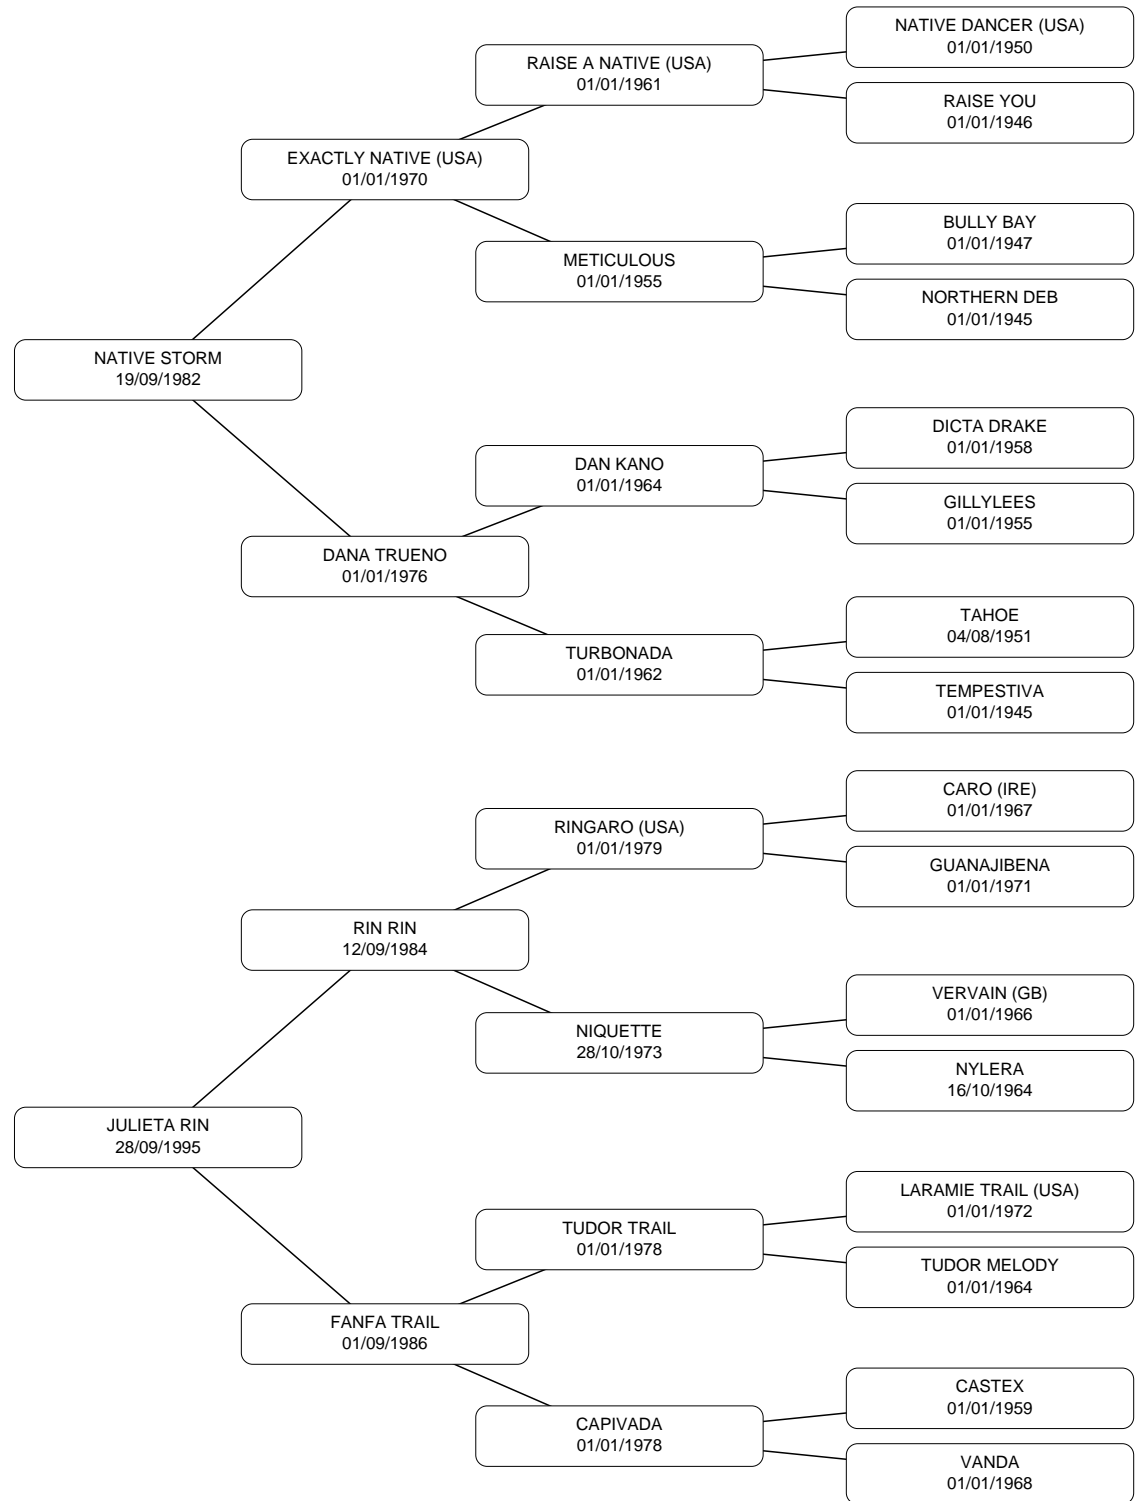 NATIVE DANCER (USA)
01/01/1950
RAISE A NATIVE (USA)
01/01/1961
RAISE YOU
01/01/1946
EXACTLY NATIVE (USA)
01/01/1970
BULLY BAY
01/01/1947
METICULOUS
01/01/1955
NORTHERN DEB
01/01/1945
NATIVE STORM
19/09/1982
DICTA DRAKE
01/01/1958
DAN KANO
01/01/1964
GILLYLEES
01/01/1955
DANA TRUENO
01/01/1976
TAHOE
04/08/1951
TURBONADA
01/01/1962
TEMPESTIVA
01/01/1945
CARO (IRE)
01/01/1967
RINGARO (USA)
01/01/1979
GUANAJIBENA
01/01/1971
RIN RIN
12/09/1984
VERVAIN (GB)
01/01/1966
NIQUETTE
28/10/1973
NYLERA
16/10/1964
JULIETA RIN
28/09/1995
LARAMIE TRAIL (USA)
01/01/1972
TUDOR TRAIL
01/01/1978
TUDOR MELODY
01/01/1964
FANFA TRAIL
01/09/1986
CASTEX
01/01/1959
CAPIVADA
01/01/1978
VANDA
01/01/1968